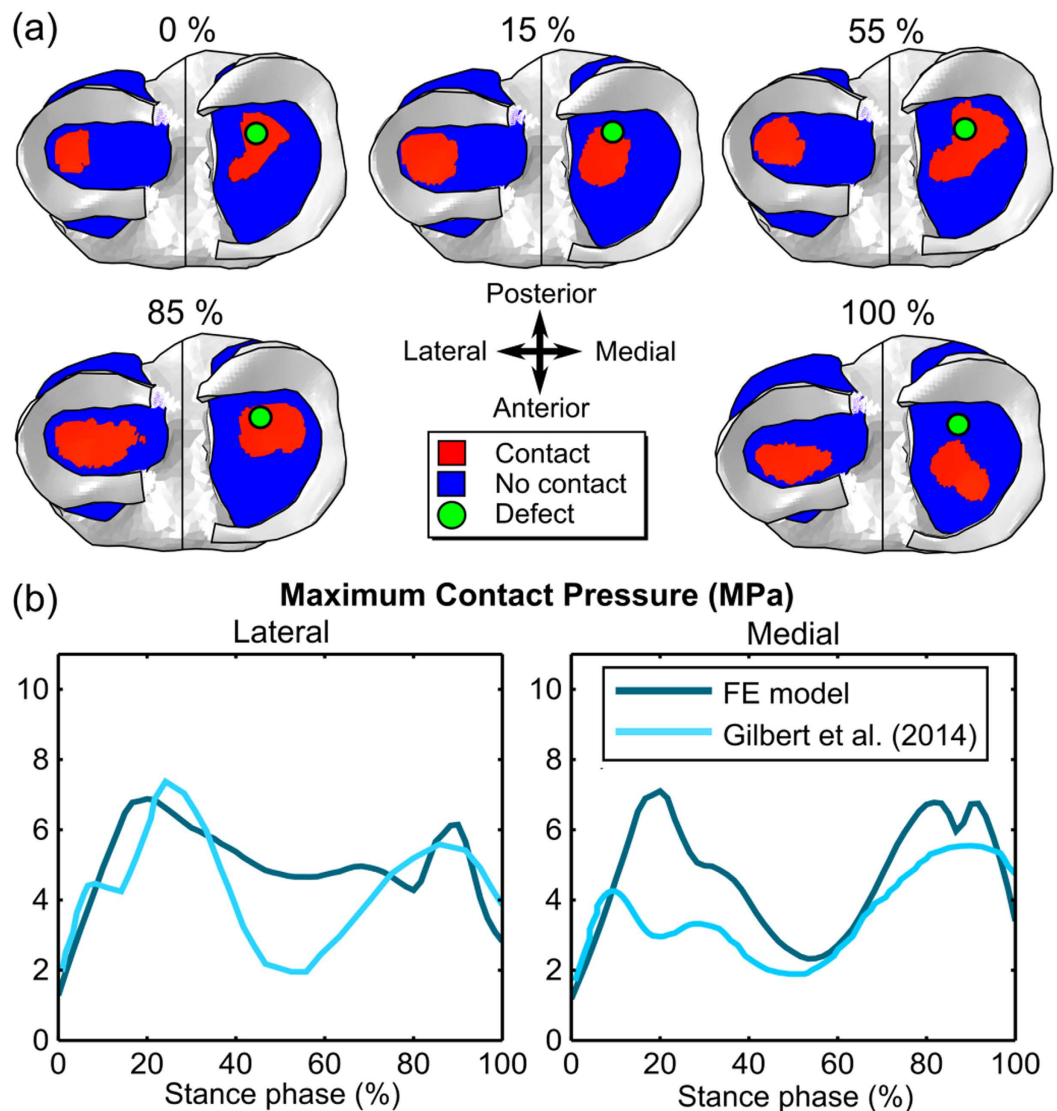 (a)
0 %
15 %
55 %
85 %
Posterior
Lateral
Medial
Anterior
100 %
Contact
No contact
Defect
(b)
Maximum Contact Pressure (MPa)
Lateral
Medial
FE model
Gilbert et al. (2014)
10
8
6
4
2
0
0 20 40 60 80 100
Stance phase (%)
10
8
6
4
2
0
0 20 40 60 80 100
Stance phase (%)